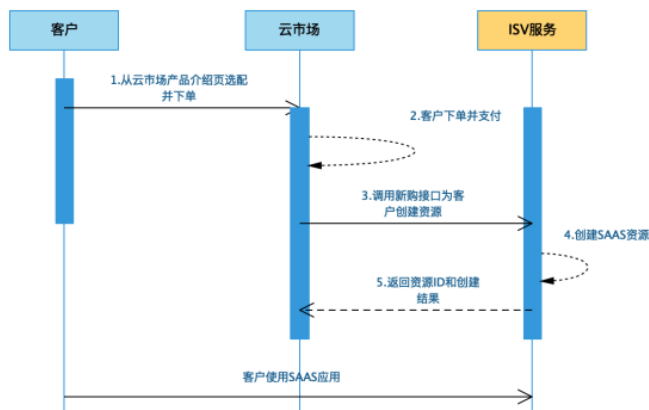 客户
云市场
ISV服务
1.从云市场产品介绍页选配
并下单
2.客户下单并支付
3.调用新购接口为客
户创建资源
4.创建SAAS资源
5.返回资源ID和创建
结果
客户使用SAAS应用